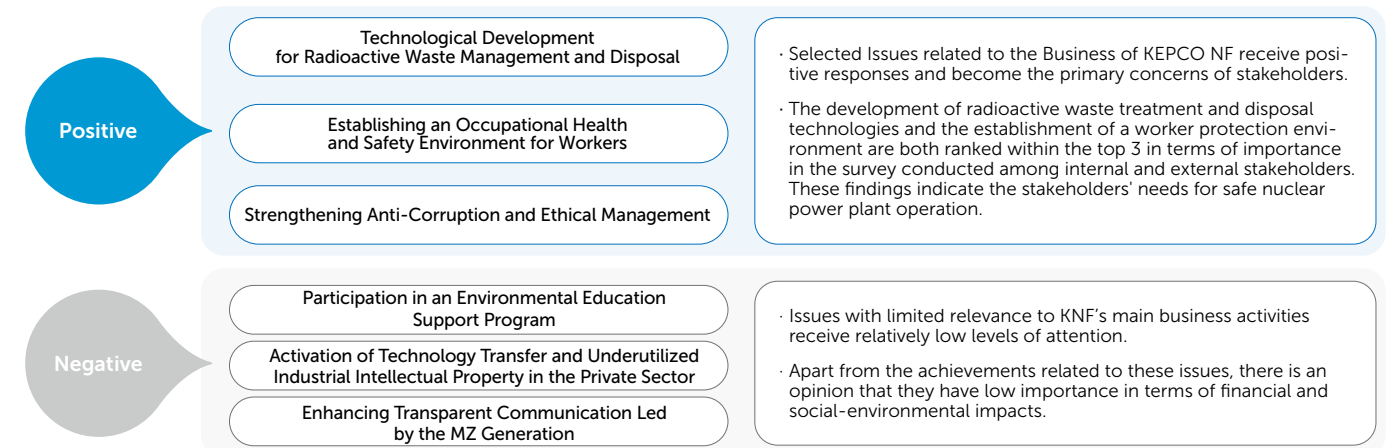 Positive
Technological Development
for Radioactive Waste Management and Disposal
Establishing an Occupational Health
and Safety Environment for Workers
Strengthening Anti-Corruption and Ethical Management
· Selected Issues related to the Business of KEPCO NF receive posi-
tive responses and become the primary concerns of stakeholders.
· The development of radioactive waste treatment and disposal
technologies and the establishment of a worker protection envi-
ronment are both ranked within the top 3 in terms of importance
in the survey conducted among internal and external stakeholders.
These findings indicate the stakeholders' needs for safe nuclear
power plant operation.
Negative
Participation in an Environmental Education
Support Program
Activation of Technology Transfer and Underutilized
Industrial Intellectual Property in the Private Sector
Enhancing Transparent Communication Led
by the MZ Generation
· Issues with limited relevance to KNF's main business activities
receive relatively low levels of attention.
· Apart from the achievements related to these issues, there is an
opinion that they have low importance in terms of financial and
social-environmental impacts.